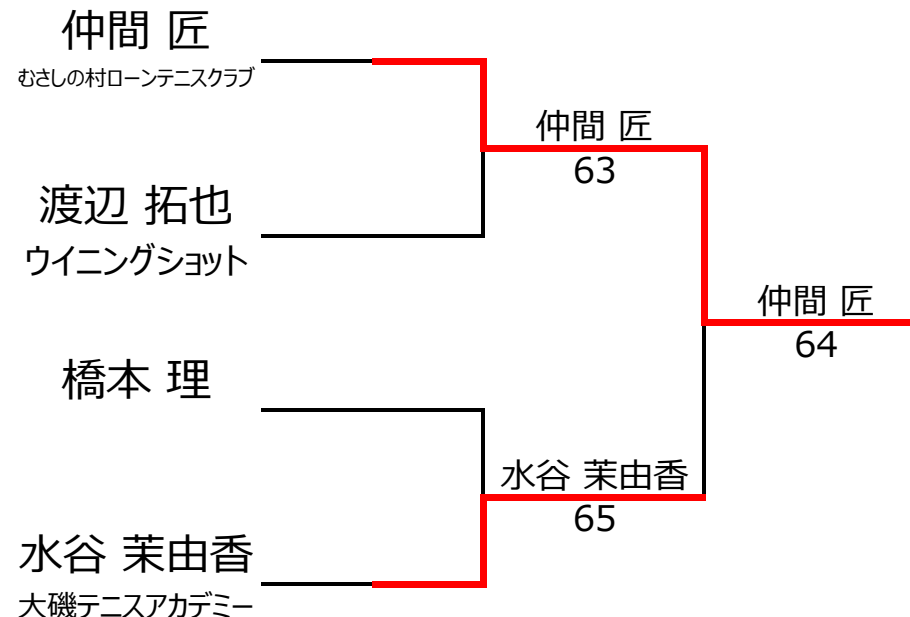 仲間 匠
むさしの村ローンテニスクラブ
仲間 匠
63
渡辺 拓也
ウイニングショット
仲間 匠
64
橋本 理
水谷 茉由香
65
水谷 茉由香
大磯テニスアカデミー